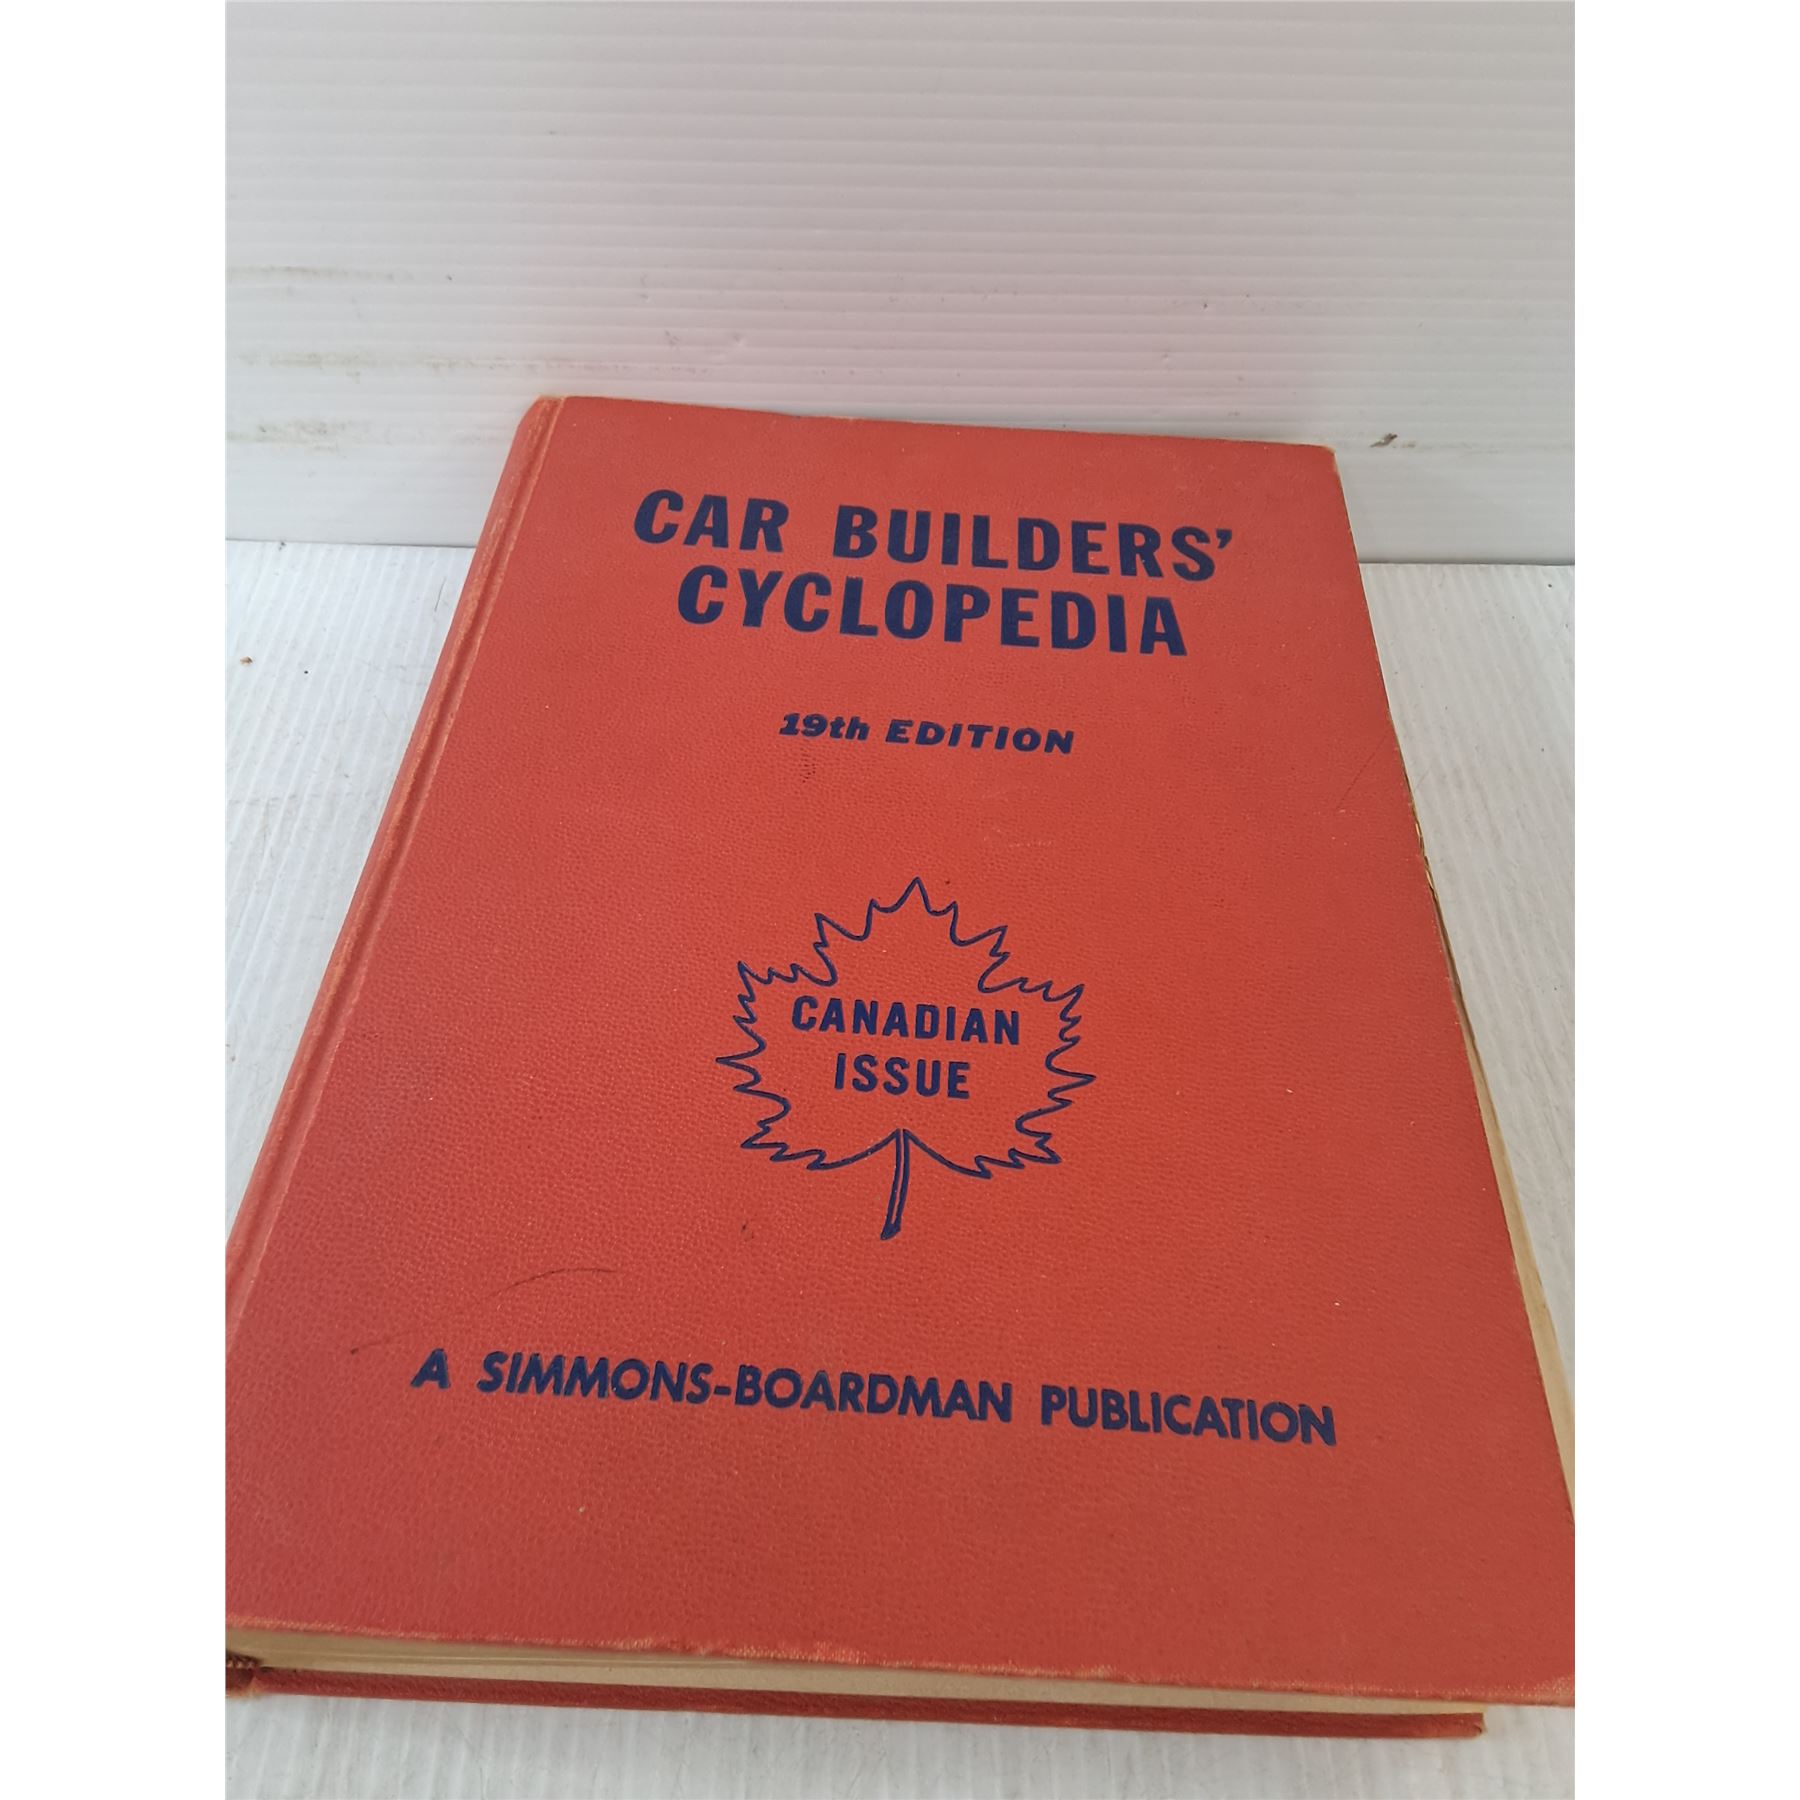 CAR BUILDERS'
CYCLOPEDIA
19th EDITION
CANADIAN
ISSUE
A SIMMONS-BOARDMAN PUBLICATION